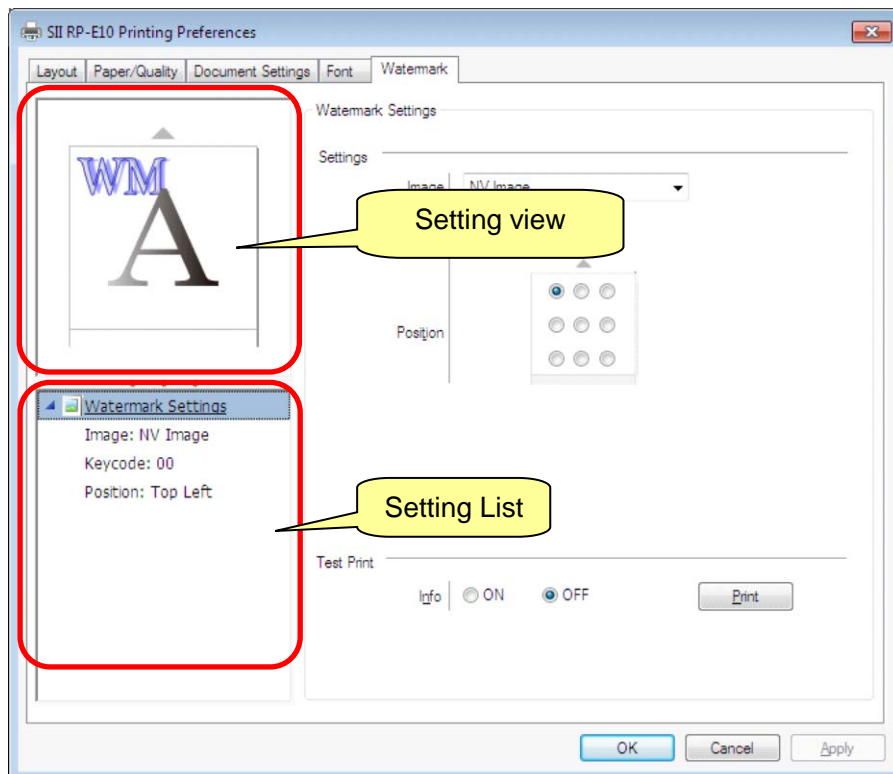 SII RP-E10 Printing Preferences
Layout Paper/Quality Document Settings Font Watermark
WM
A
Watermark Settings
Settings
Image NV Image
Setting view
Position
Watermark Settings
Image: NV Image
Keycode: 00
Position: Top Left
Setting List
Test Print
Info ON OFF Print
OK Cancel Apply